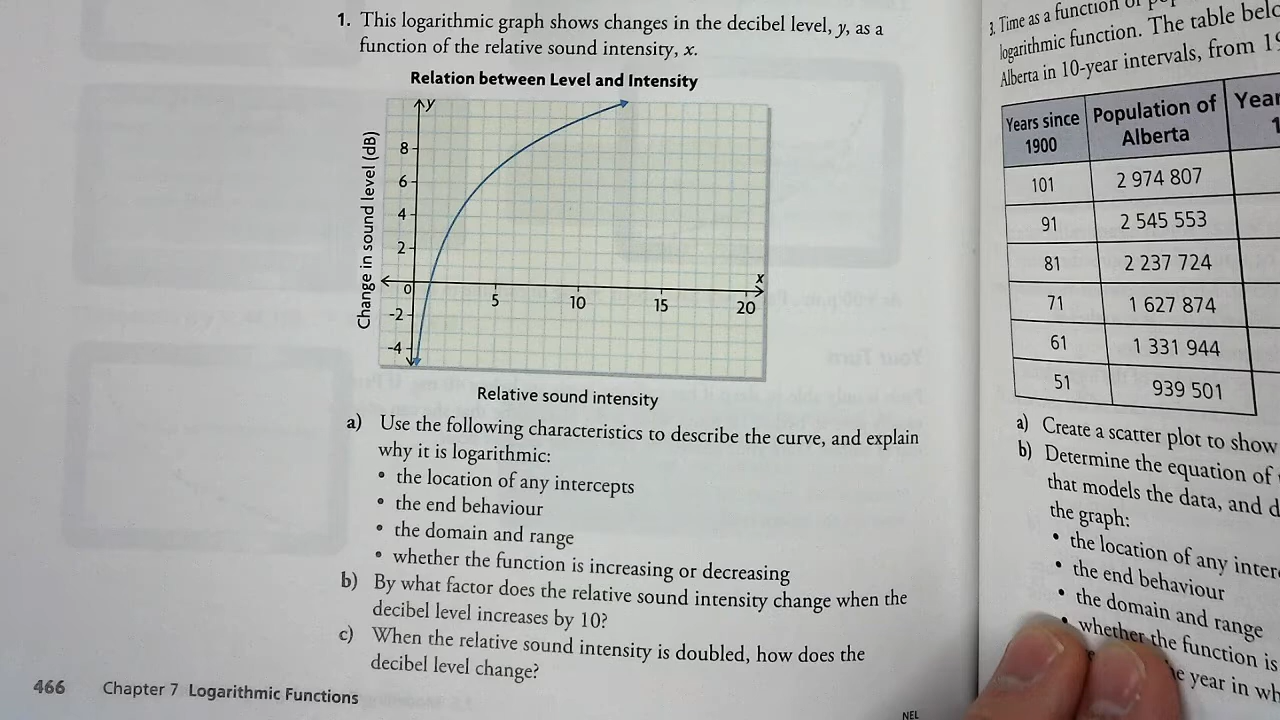 1. This logarithmic graph shows changes in the decibel level, y, as a
function of the relative sound intensity, x.
Relation between Level and Intensity
y
Change in sound level (dB)
8
6
4
2
0
-2
-4
5
10
15
20
x
Relative sound intensity
a) Use the following characteristics to describe the curve, and explain
why it is logarithmic:
• the location of any intercepts
• the end behaviour
• the domain and range
• whether the function is increasing or decreasing
b) By what factor does the relative sound intensity change when the
decibel level increases by 10?
c) When the relative sound intensity is doubled, how does the
decibel level change?
466 Chapter 7 Logarithmic Functions
NEL
3. Time as a function of
logarithmic function. The table
Alberta in 10-year intervals, from
Years since 1900 Population of Alberta
101 2 974 807
91 2 545 553
81 2 237 724
71 1 627 874
61 1 331 944
51 939 501
a) Create a scatter plot to show
b) Determine the equation of
that models the data, and
the graph:
• the location of any
• the end behaviour
• the domain and range
• whether the function is
year in